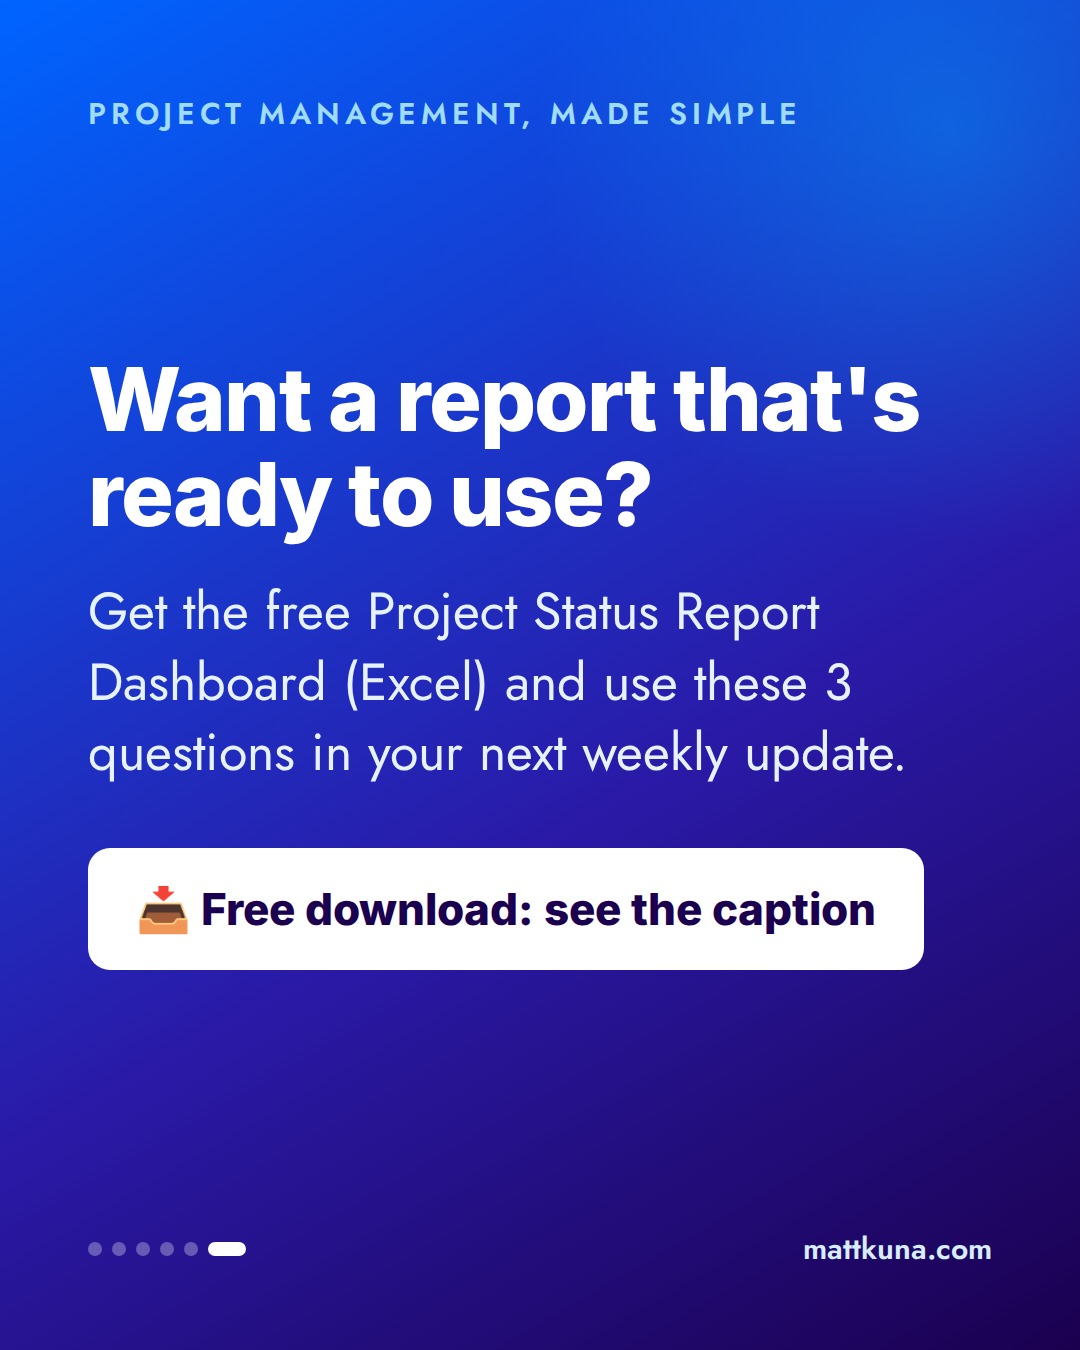 PROJECT MANAGEMENT, MADE SIMPLE
Want a report that's
ready to use?
Get the free Project Status Report
Dashboard (Excel) and use these 3
questions in your next weekly update.
📥 Free download: see the caption
mattkuna.com